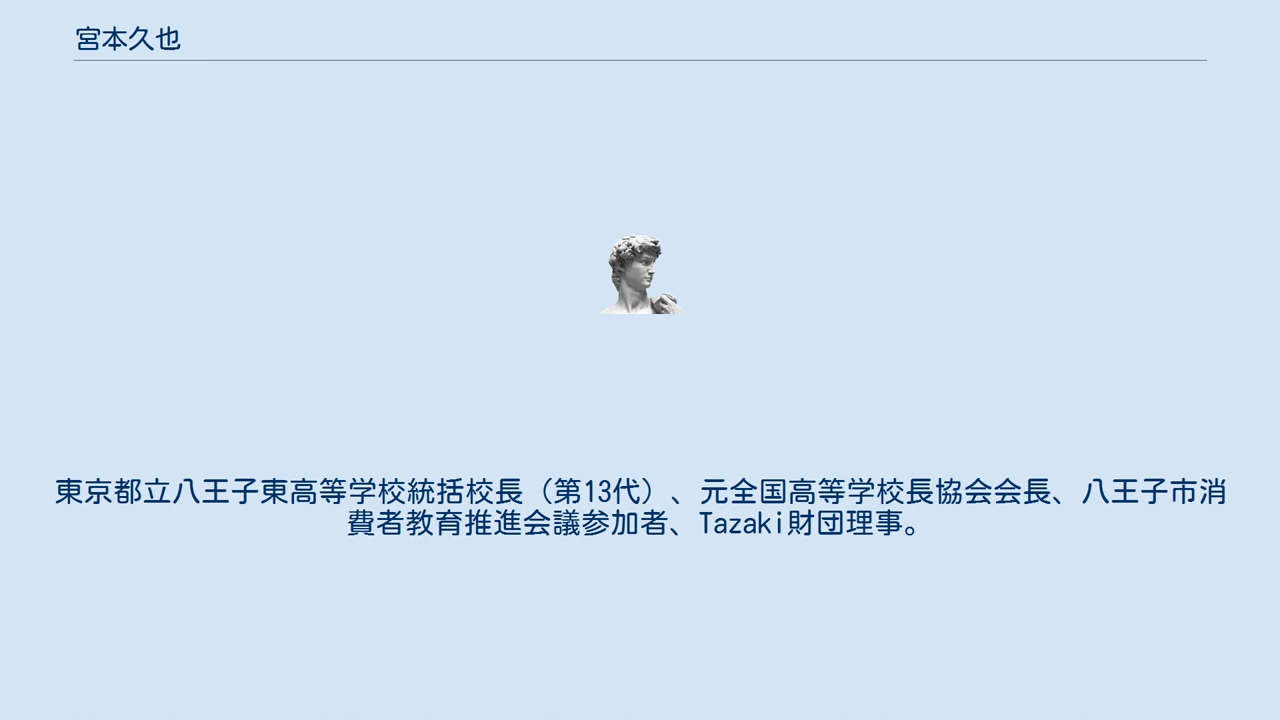 宮本久也
東京都立八王子東高等学校統括校長（第13代）、元全国高等学校長協会会長、八王子市消
費者教育推進会議参加者、Tazaki財団理事。